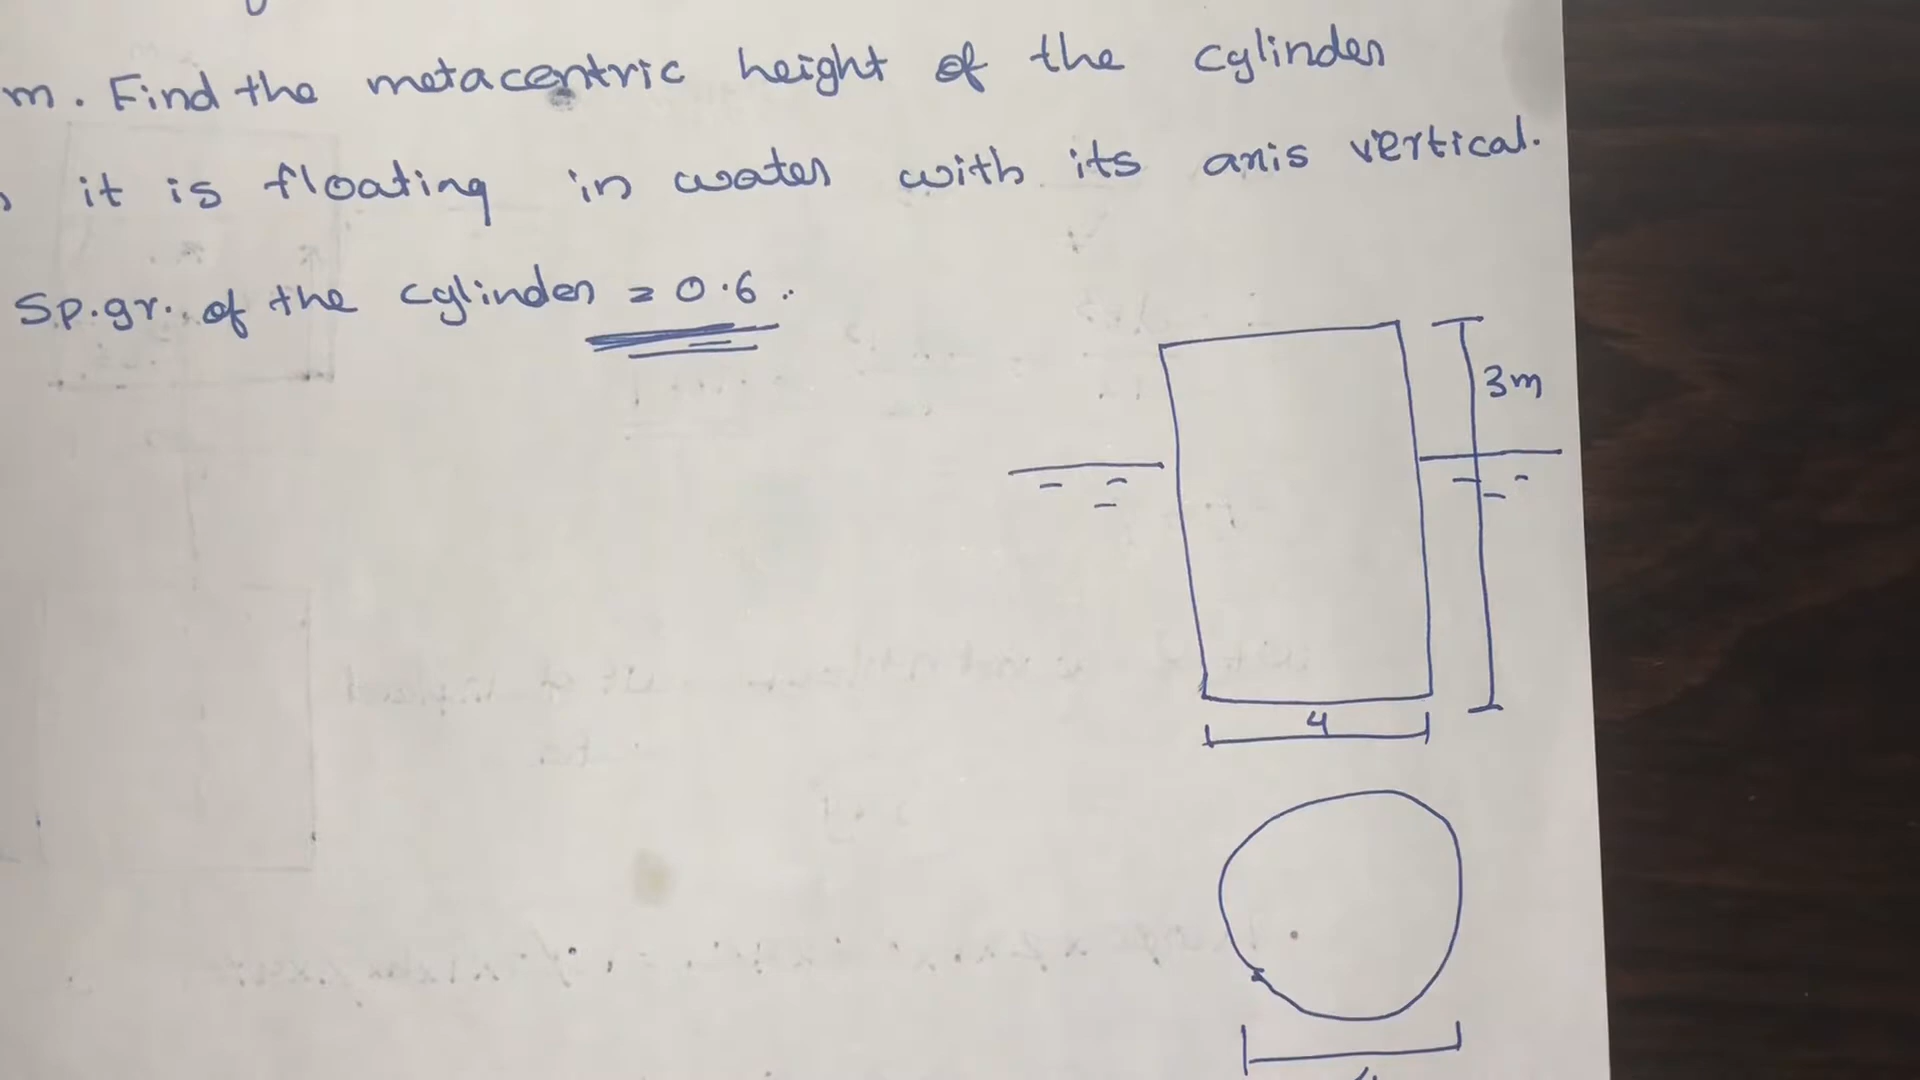 m. Find the metacentric height of the cylinder
it is floating in water with its axis vertical.
Sp.gr. of the cylinder = 0.6.
3m
4